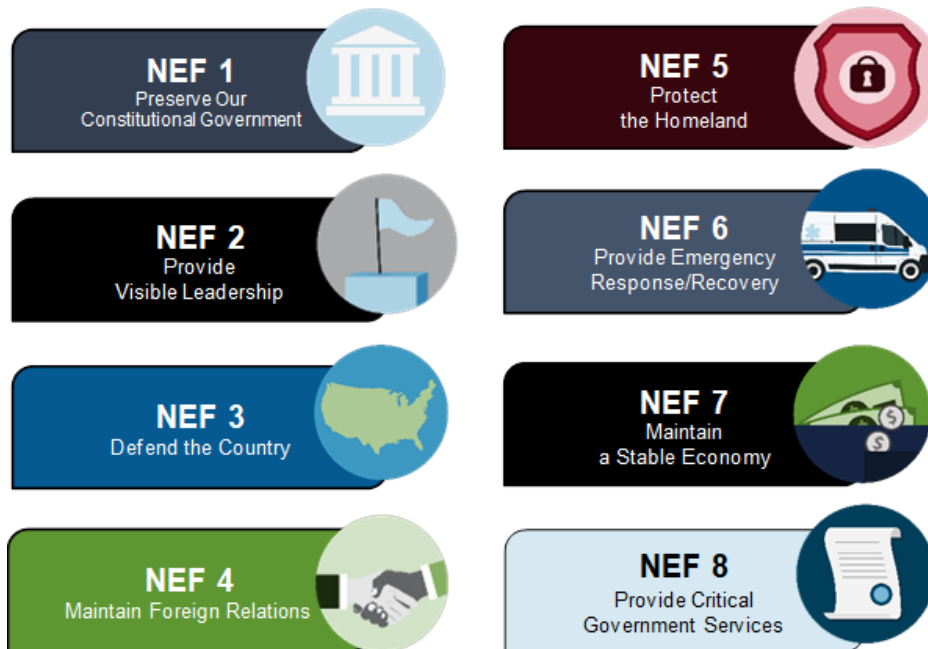 NEF 1
Preserve Our
Constitutional Government
NEF 2
Provide
Visible Leadership
NEF 3
Defend the Country
NEF 4
Maintain Foreign Relations
NEF 5
Protect
the Homeland
NEF 6
Provide Emergency
Response/Recovery
NEF 7
Maintain
a Stable Economy
$
$
NEF 8
Provide Critical
Government Services